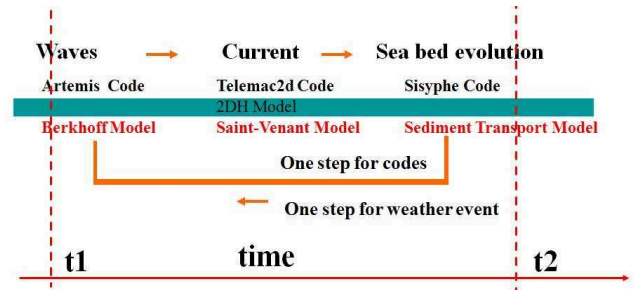 Waves Current Sea bed evolution
Artemis Code Telemac2d Code Sisyphe Code
2DH Model
Berkhoff Model Saint-Venant Model Sediment Transport Model
One step for codes
One step for weather event
t1 time t2